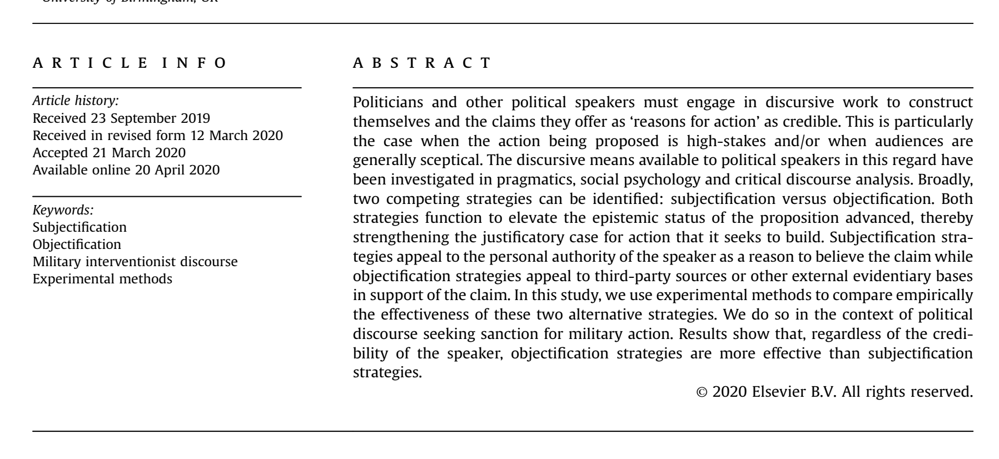 University of Birmingham, UK
A R T I C L E I N F O
Article history:
Received 23 September 2019
Received in revised form 12 March 2020
Accepted 21 March 2020
Available online 20 April 2020
Keywords:
Subjectification
Objectification
Military interventionist discourse
Experimental methods
A B S T R A C T
Politicians and other political speakers must engage in discursive work to construct
themselves and the claims they offer as ‘reasons for action’ as credible. This is particularly
the case when the action being proposed is high-stakes and/or when audiences are
generally sceptical. The discursive means available to political speakers in this regard have
been investigated in pragmatics, social psychology and critical discourse analysis. Broadly,
two competing strategies can be identified: subjectification versus objectification. Both
strategies function to elevate the epistemic status of the proposition advanced, thereby
strengthening the justificatory case for action that it seeks to build. Subjectification stra-
tegies appeal to the personal authority of the speaker as a reason to believe the claim while
objectification strategies appeal to third-party sources or other external evidentiary bases
in support of the claim. In this study, we use experimental methods to compare empirically
the effectiveness of these two alternative strategies. We do so in the context of political
discourse seeking sanction for military action. Results show that, regardless of the credi-
bility of the speaker, objectification strategies are more effective than subjectification
strategies.
© 2020 Elsevier B.V. All rights reserved.